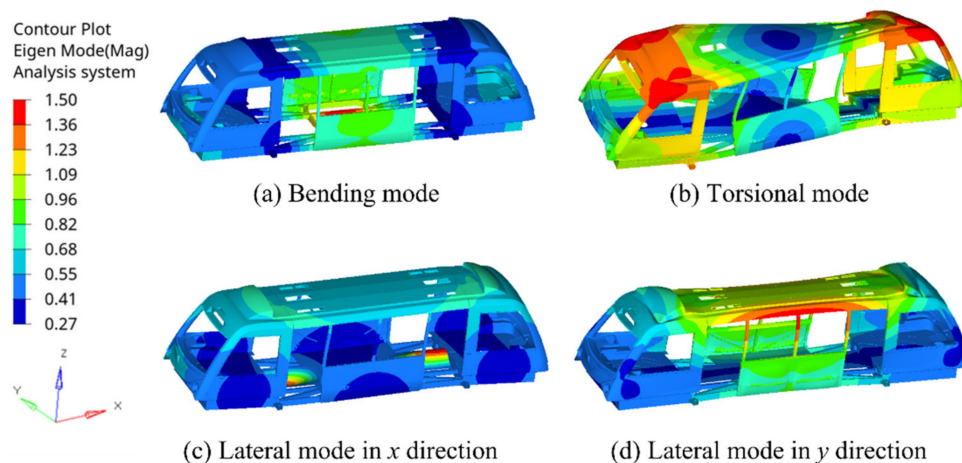 Contour Plot
Eigen Mode(Mag)
Analysis system
1.50
1.36
1.23
1.09
0.96
0.82
0.68
0.55
0.41
0.27
Z
Y
X
(a) Bending mode
(b) Torsional mode
(c) Lateral mode in x direction
(d) Lateral mode in y direction